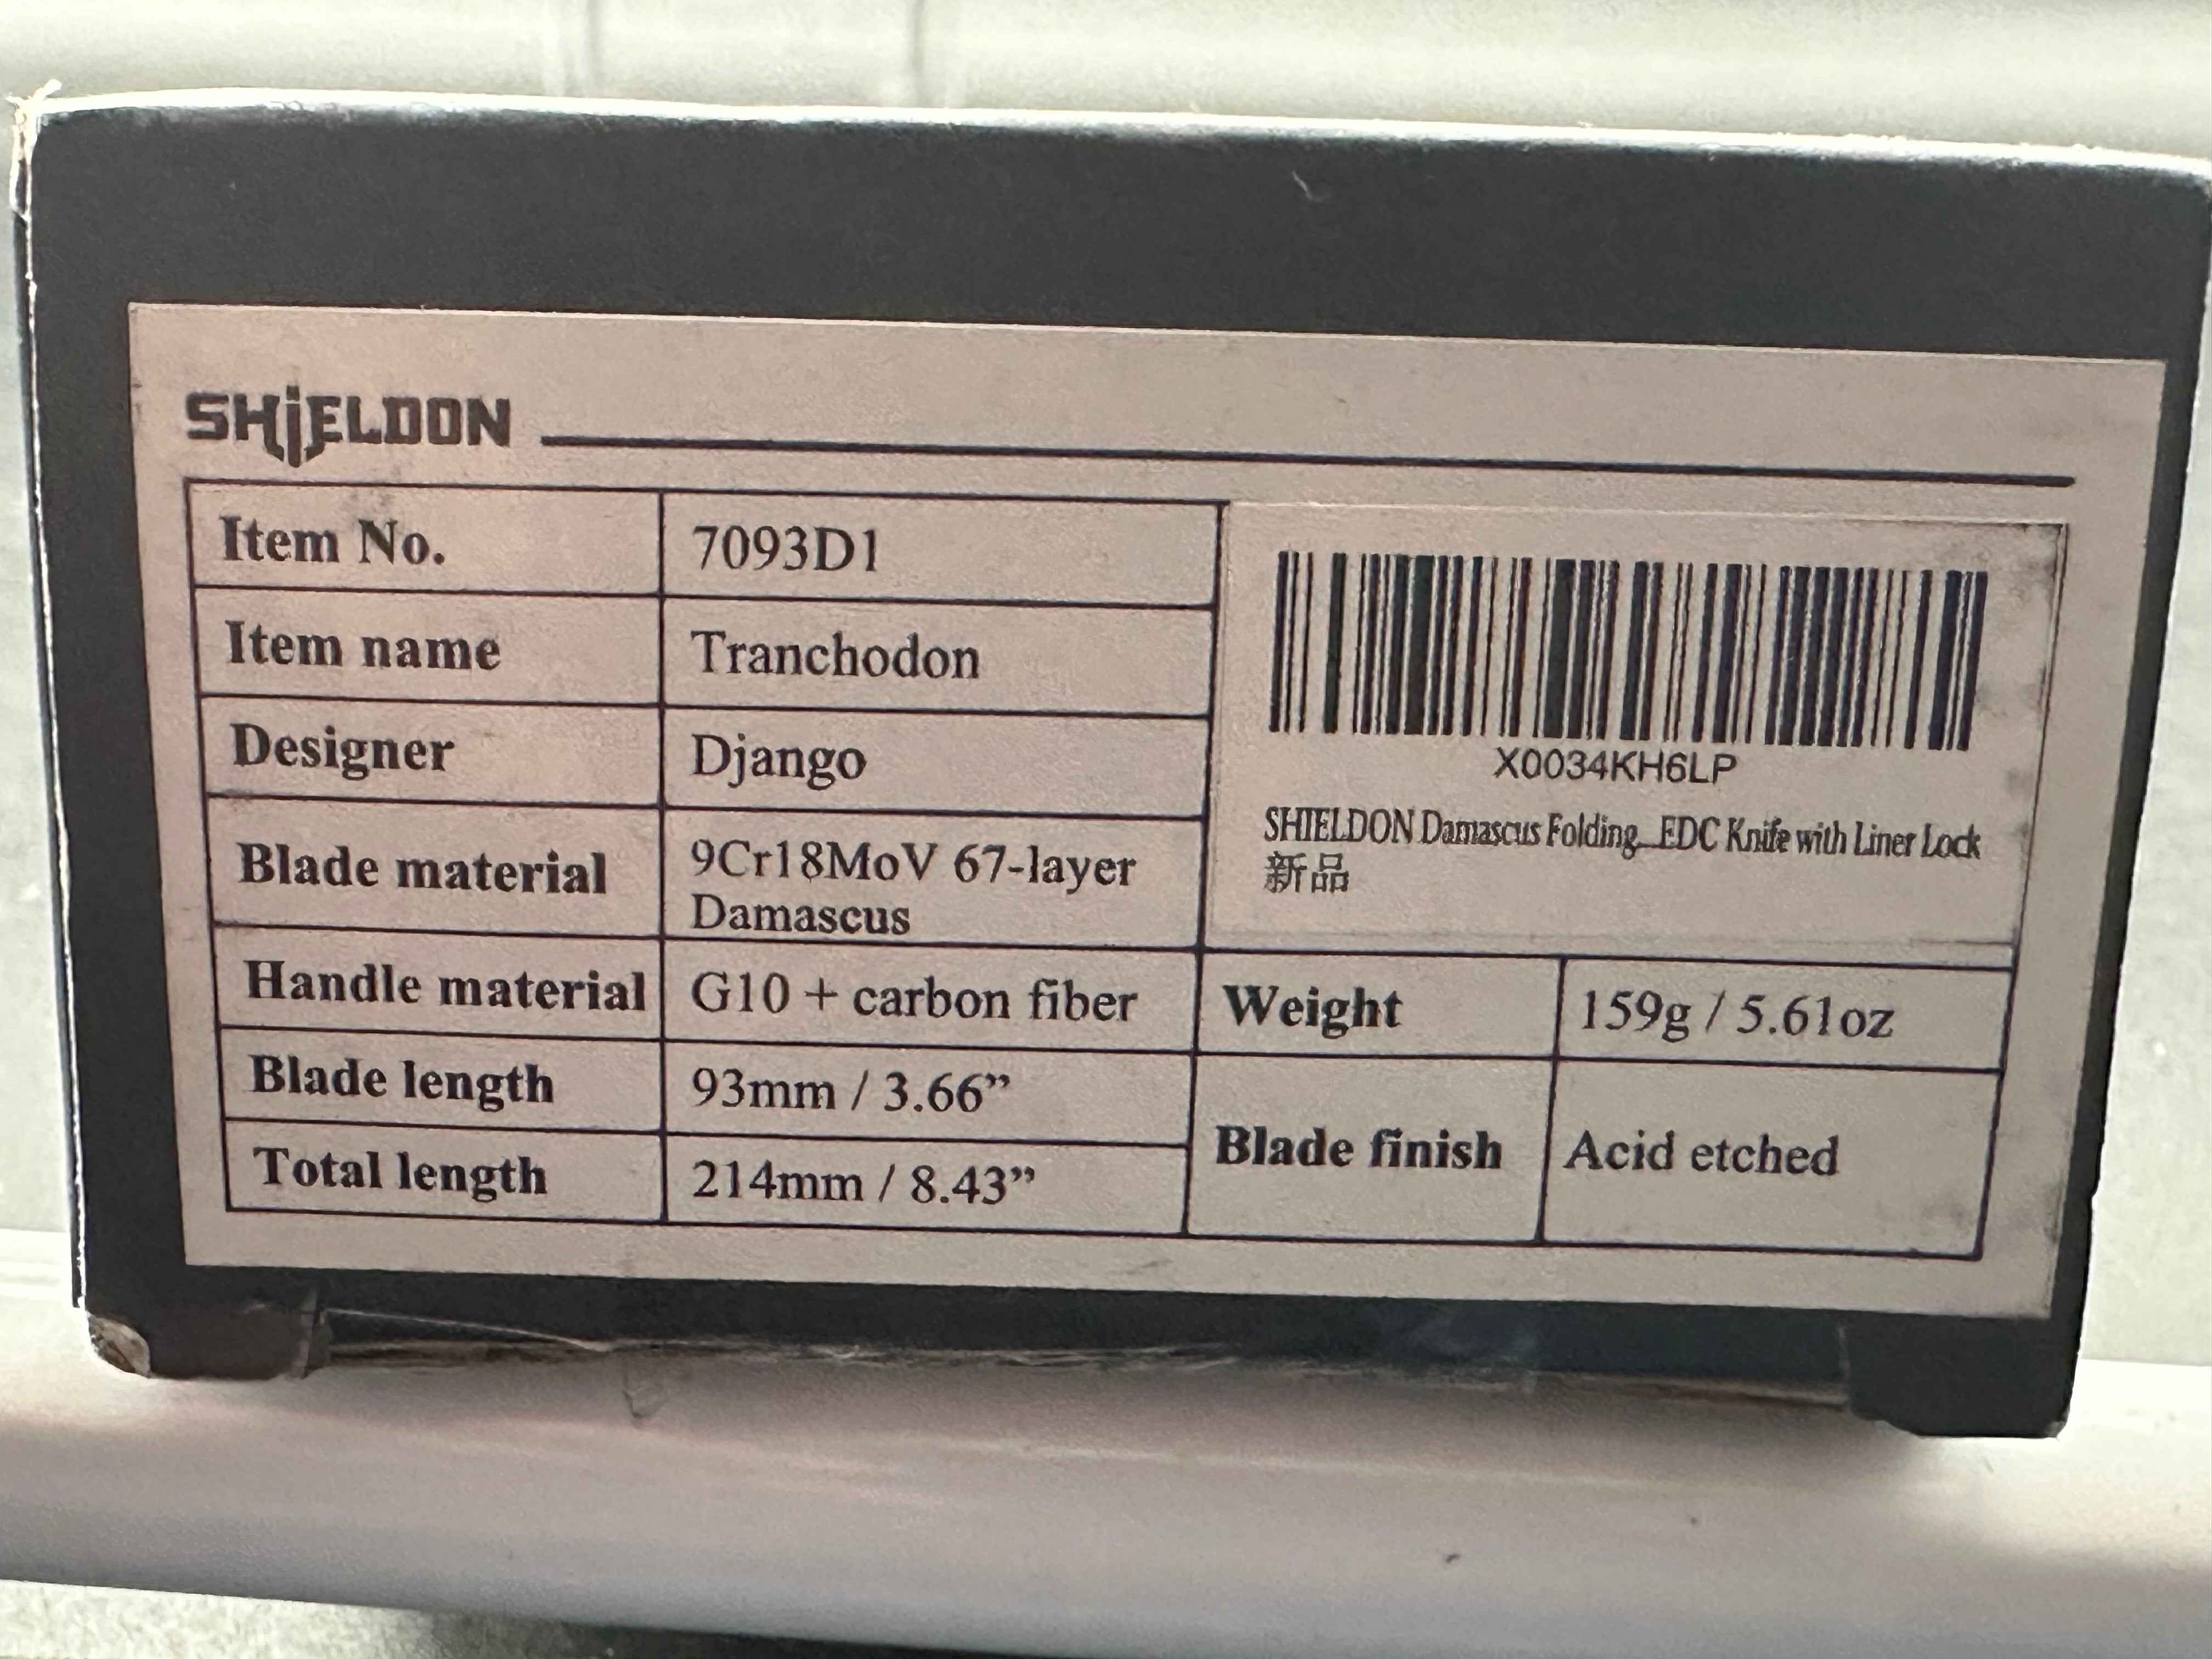 SHiELDON
Item No. 7093D1
Item name Tranchodon
Designer Django
Blade material 9Cr18MoV 67-layer
Damascus
Handle material G10 + carbon fiber
Blade length 93mm / 3.66”
Total length 214mm / 8.43”
X0034KH6LP
SHIELDON Damascus Folding...EDC Knife with Liner Lock
新品
Weight 159g / 5.61oz
Blade finish Acid etched